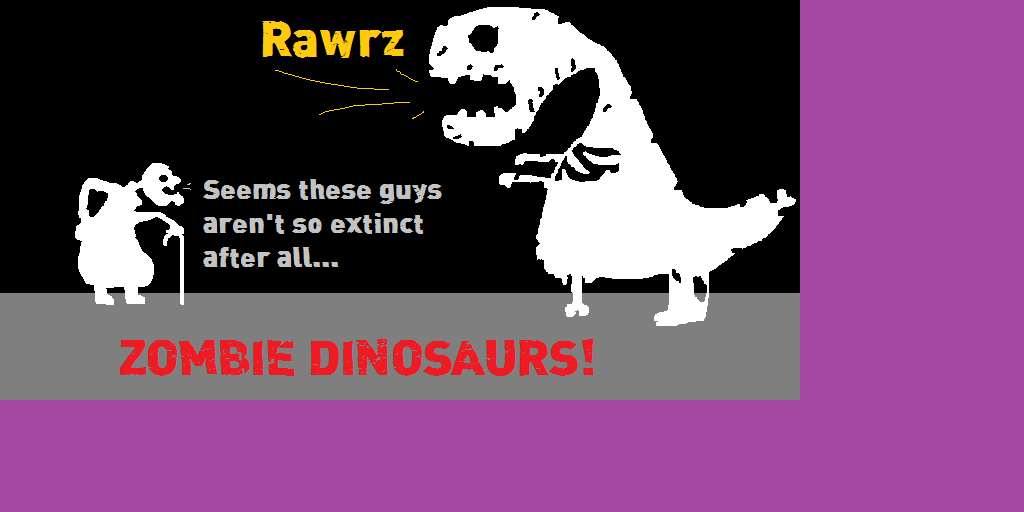 Rawrz
Seems these guys
aren't so extinct
after all...
ZOMBIE DINOSAURS!